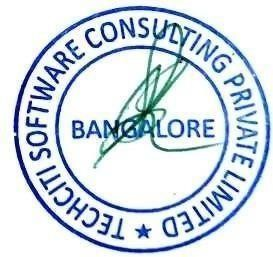 TECHCITI SOFTWARE CONSULTING PRIVATE LIMITED ★
BANGALORE